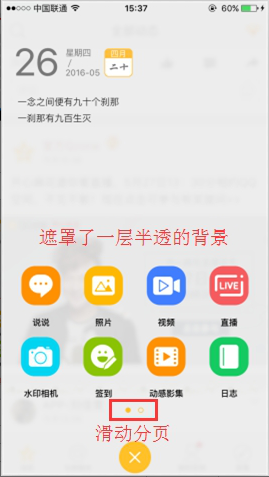 中国联通 15:37 60%
26 星期四
/
2016-05
四月
二十
一念之间便有九十个刹那
一刹那有九百生灭
遮罩了一层半透的背景
说说 照片 视频 LIVE 直播
水印相机 签到 动感影集 日志
滑动分页